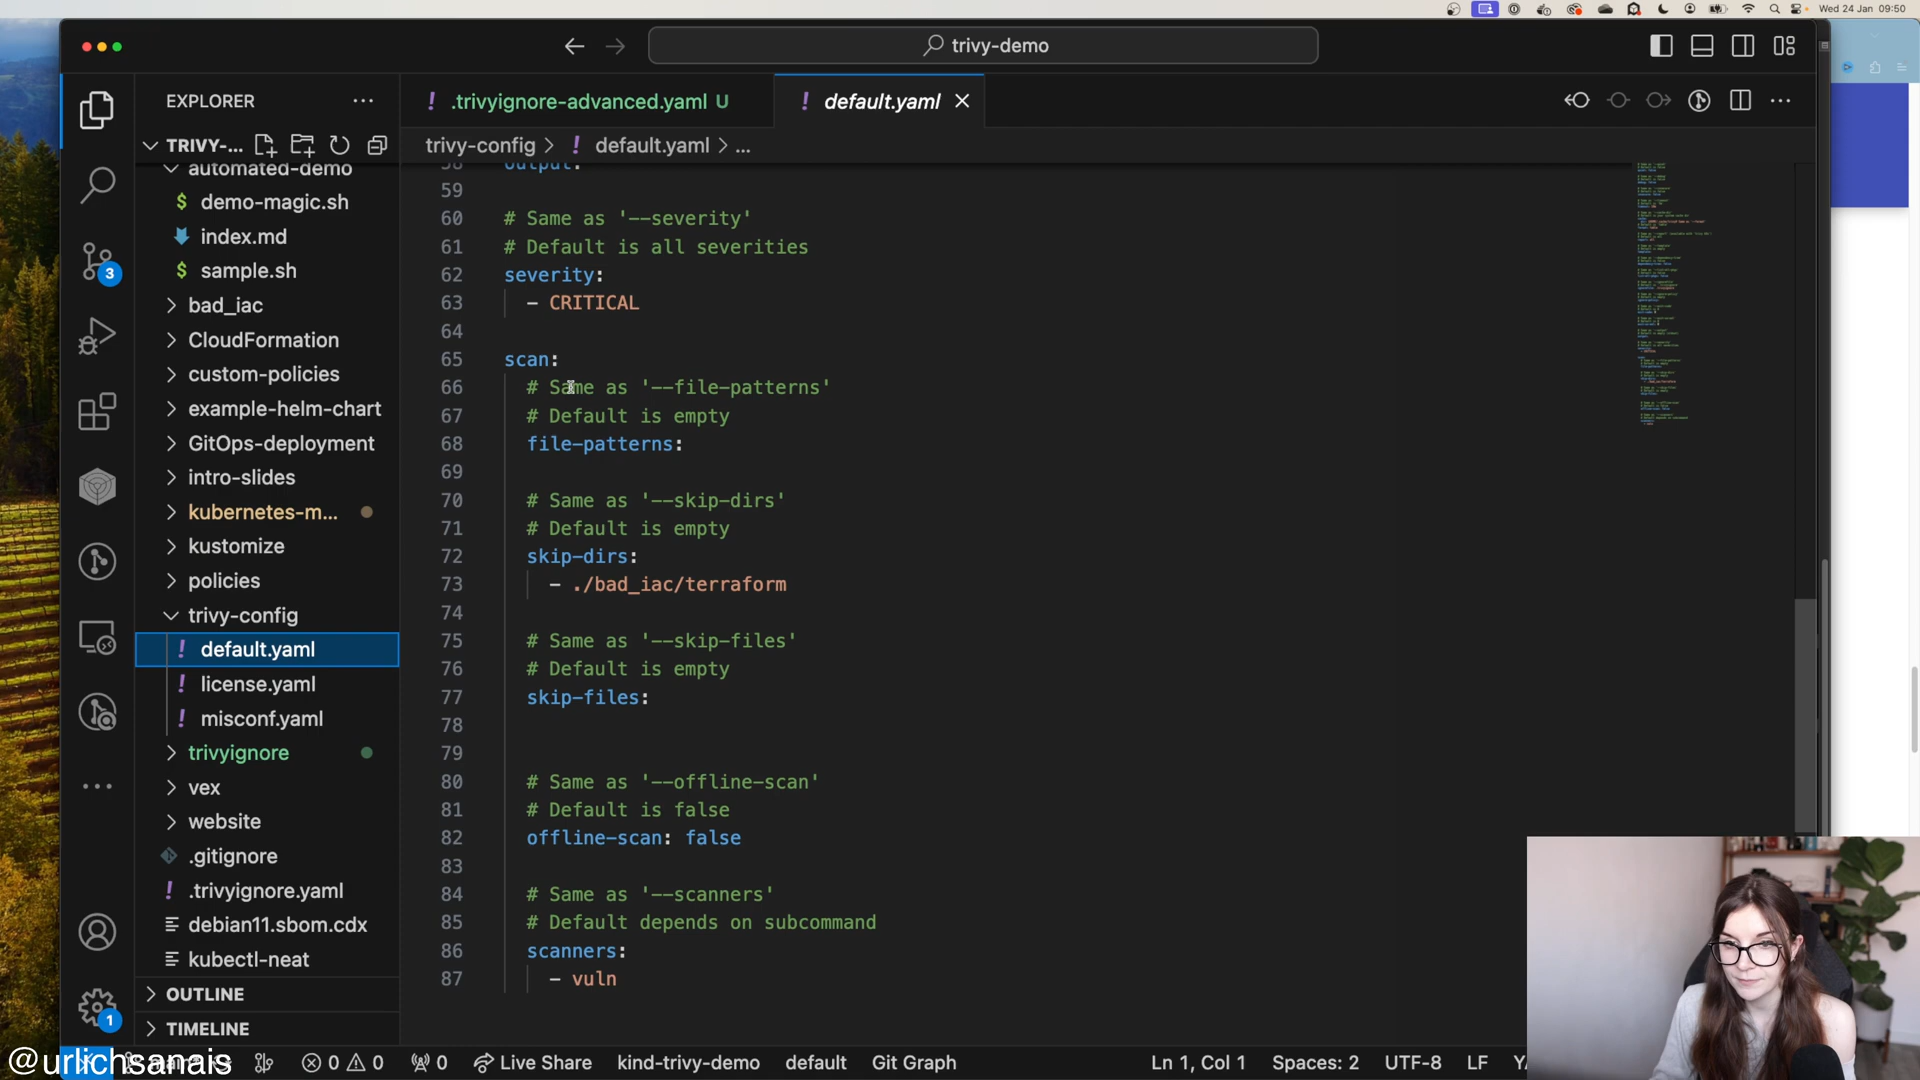 Wed 24 Jan 09:50
trivy-demo
EXPLORER
.trivyignore-advanced.yaml U
default.yaml
TRIVY-...
trivy-config > ! default.yaml > ...
automated-demo
demo-magic.sh
index.md
sample.sh
bad_iac
CloudFormation
custom-policies
example-helm-chart
GitOps-deployment
intro-slides
kubernetes-m...
kustomize
policies
trivy-config
default.yaml
license.yaml
misconf.yaml
trivyignore
vex
website
.gitignore
.trivyignore.yaml
debian11.sbom.cdx
kubectl-neat
OUTLINE
TIMELINE
3
1
58 output:
59
60 # Same as '--severity'
61 # Default is all severities
62 severity:
63 - CRITICAL
64
65 scan:
66 # Same as '--file-patterns'
67 # Default is empty
68 file-patterns:
69
70 # Same as '--skip-dirs'
71 # Default is empty
72 skip-dirs:
73 - ./bad_iac/terraform
74
75 # Same as '--skip-files'
76 # Default is empty
77 skip-files:
78
79
80 # Same as '--offline-scan'
81 # Default is false
82 offline-scan: false
83
84 # Same as '--scanners'
85 # Default depends on subcommand
86 scanners:
87 - vuln
@urlichsanais
0 0 0 Live Share kind-trivy-demo default Git Graph Ln 1, Col 1 Spaces: 2 UTF-8 LF